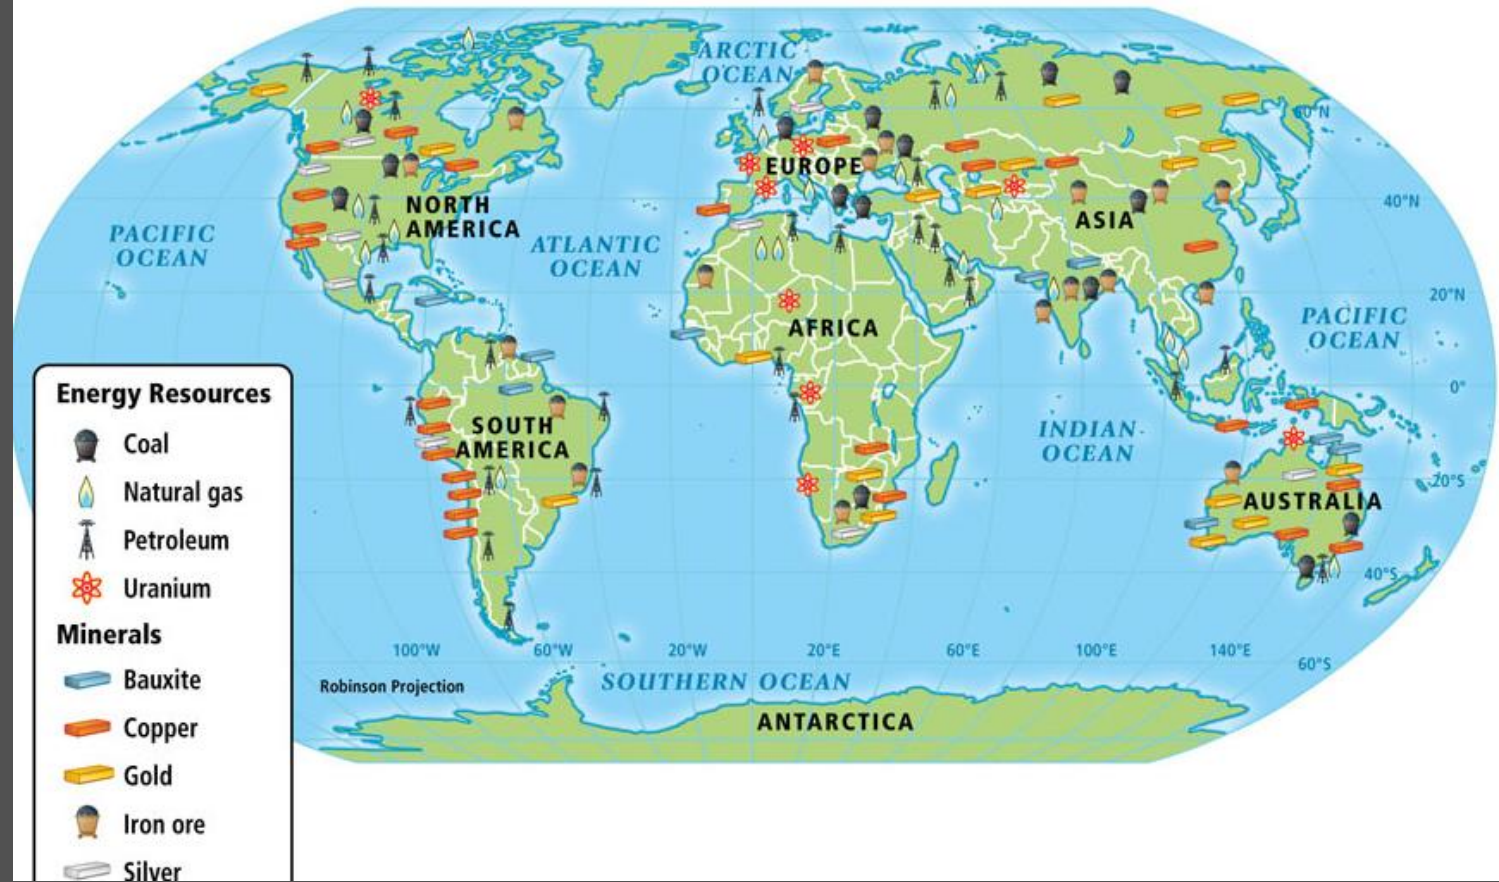 ARCTIC
OCEAN
60°N
EUROPE
NORTH
AMERICA
ASIA
40°N
PACIFIC
OCEAN
ATLANTIC
OCEAN
20°N
AFRICA
PACIFIC
OCEAN
0°
SOUTH
AMERICA
INDIAN
OCEAN
20°S
AUSTRALIA
40°S
100°W
60°W
20°W
20°E
60°E
100°E
140°E
60°S
Robinson Projection
SOUTHERN OCEAN
ANTARCTICA
Energy Resources
Coal
Natural gas
Petroleum
Uranium
Minerals
Bauxite
Copper
Gold
Iron ore
Silver